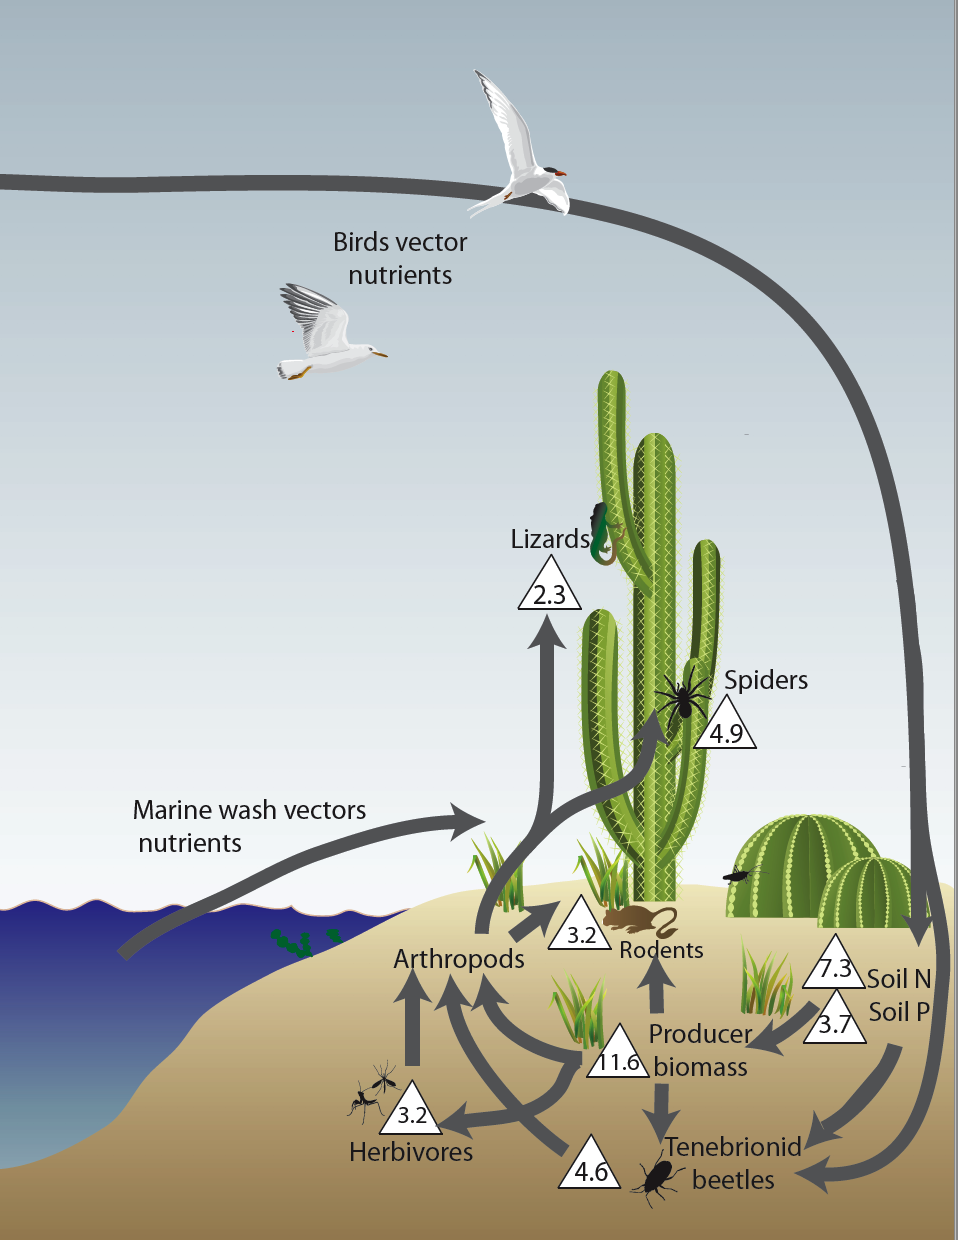 Birds vector
nutrients
Lizards
2.3
Spiders
4.9
Marine wash vectors
nutrients
3.2
Rodents
Arthropods
7.3
Soil N
3.7
Soil P
Producer
biomass
11.6
3.2
Herbivores
4.6
Tenebrionid
beetles